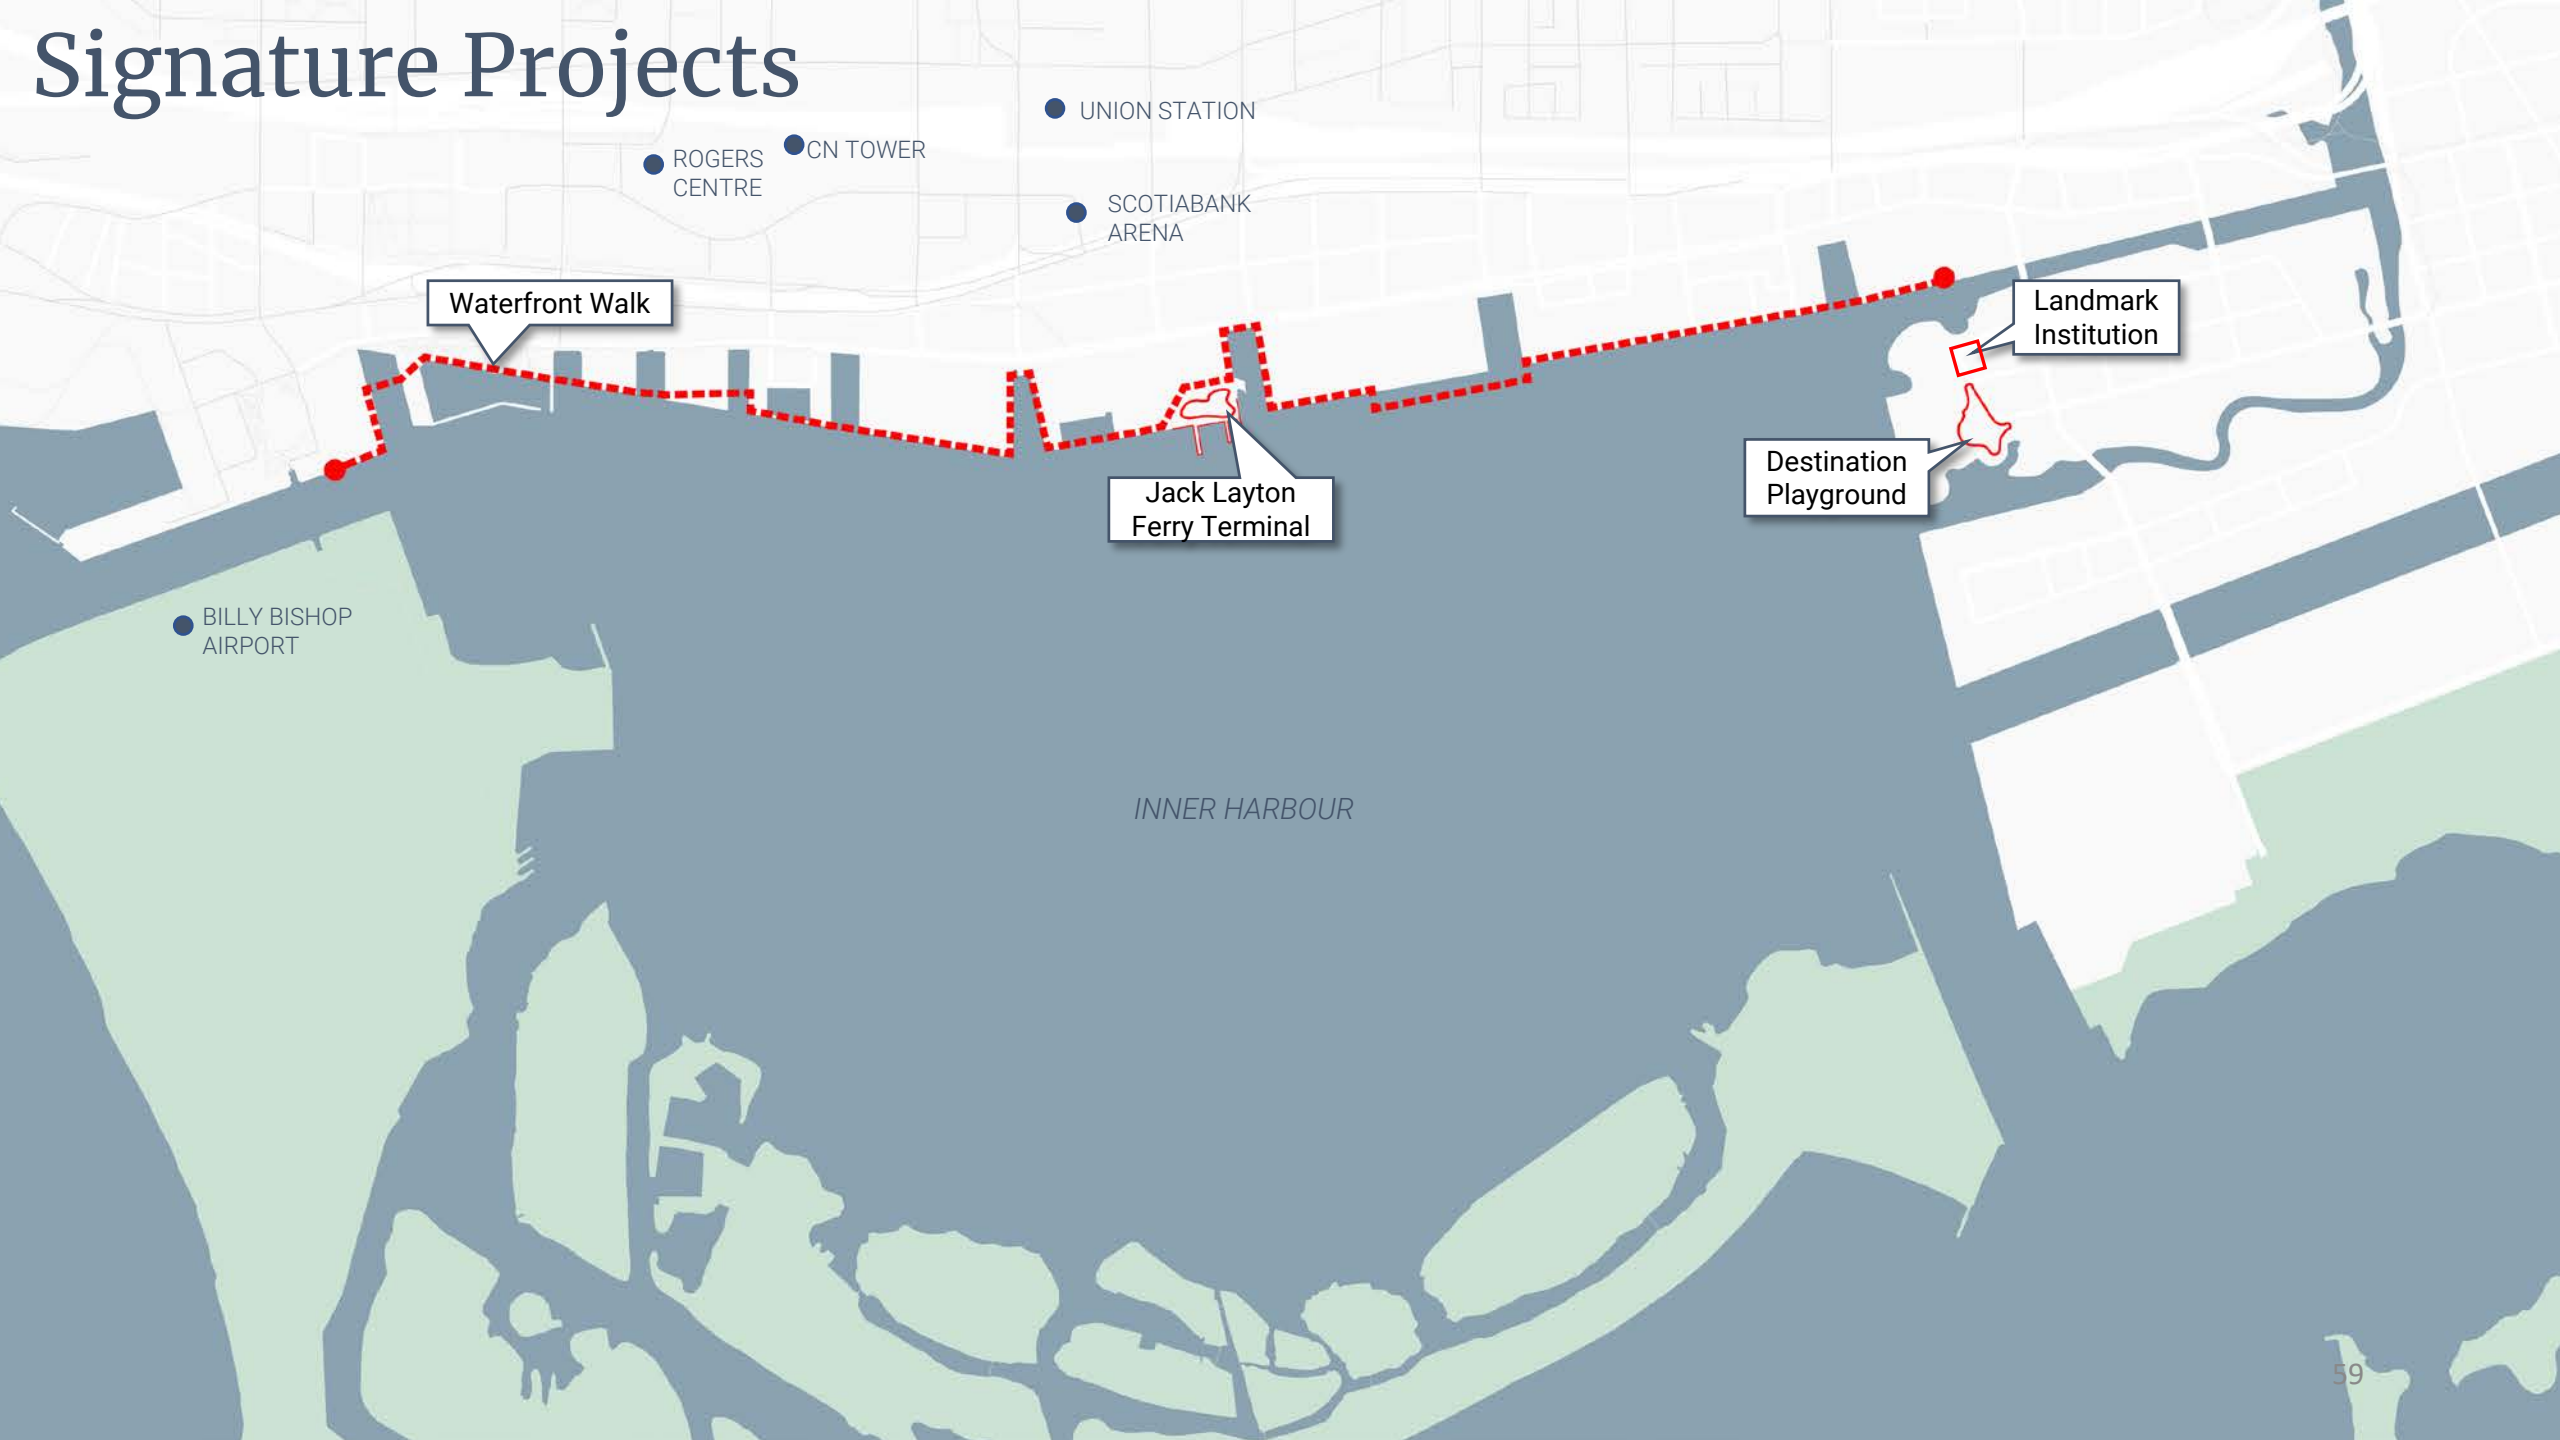 Signature Projects
UNION STATION
CN TOWER
ROGERS
CENTRE
SCOTIABANK
ARENA
Waterfront Walk
Landmark
Institution
Destination
Playground
Jack Layton
Ferry Terminal
BILLY BISHOP
AIRPORT
INNER HARBOUR
59